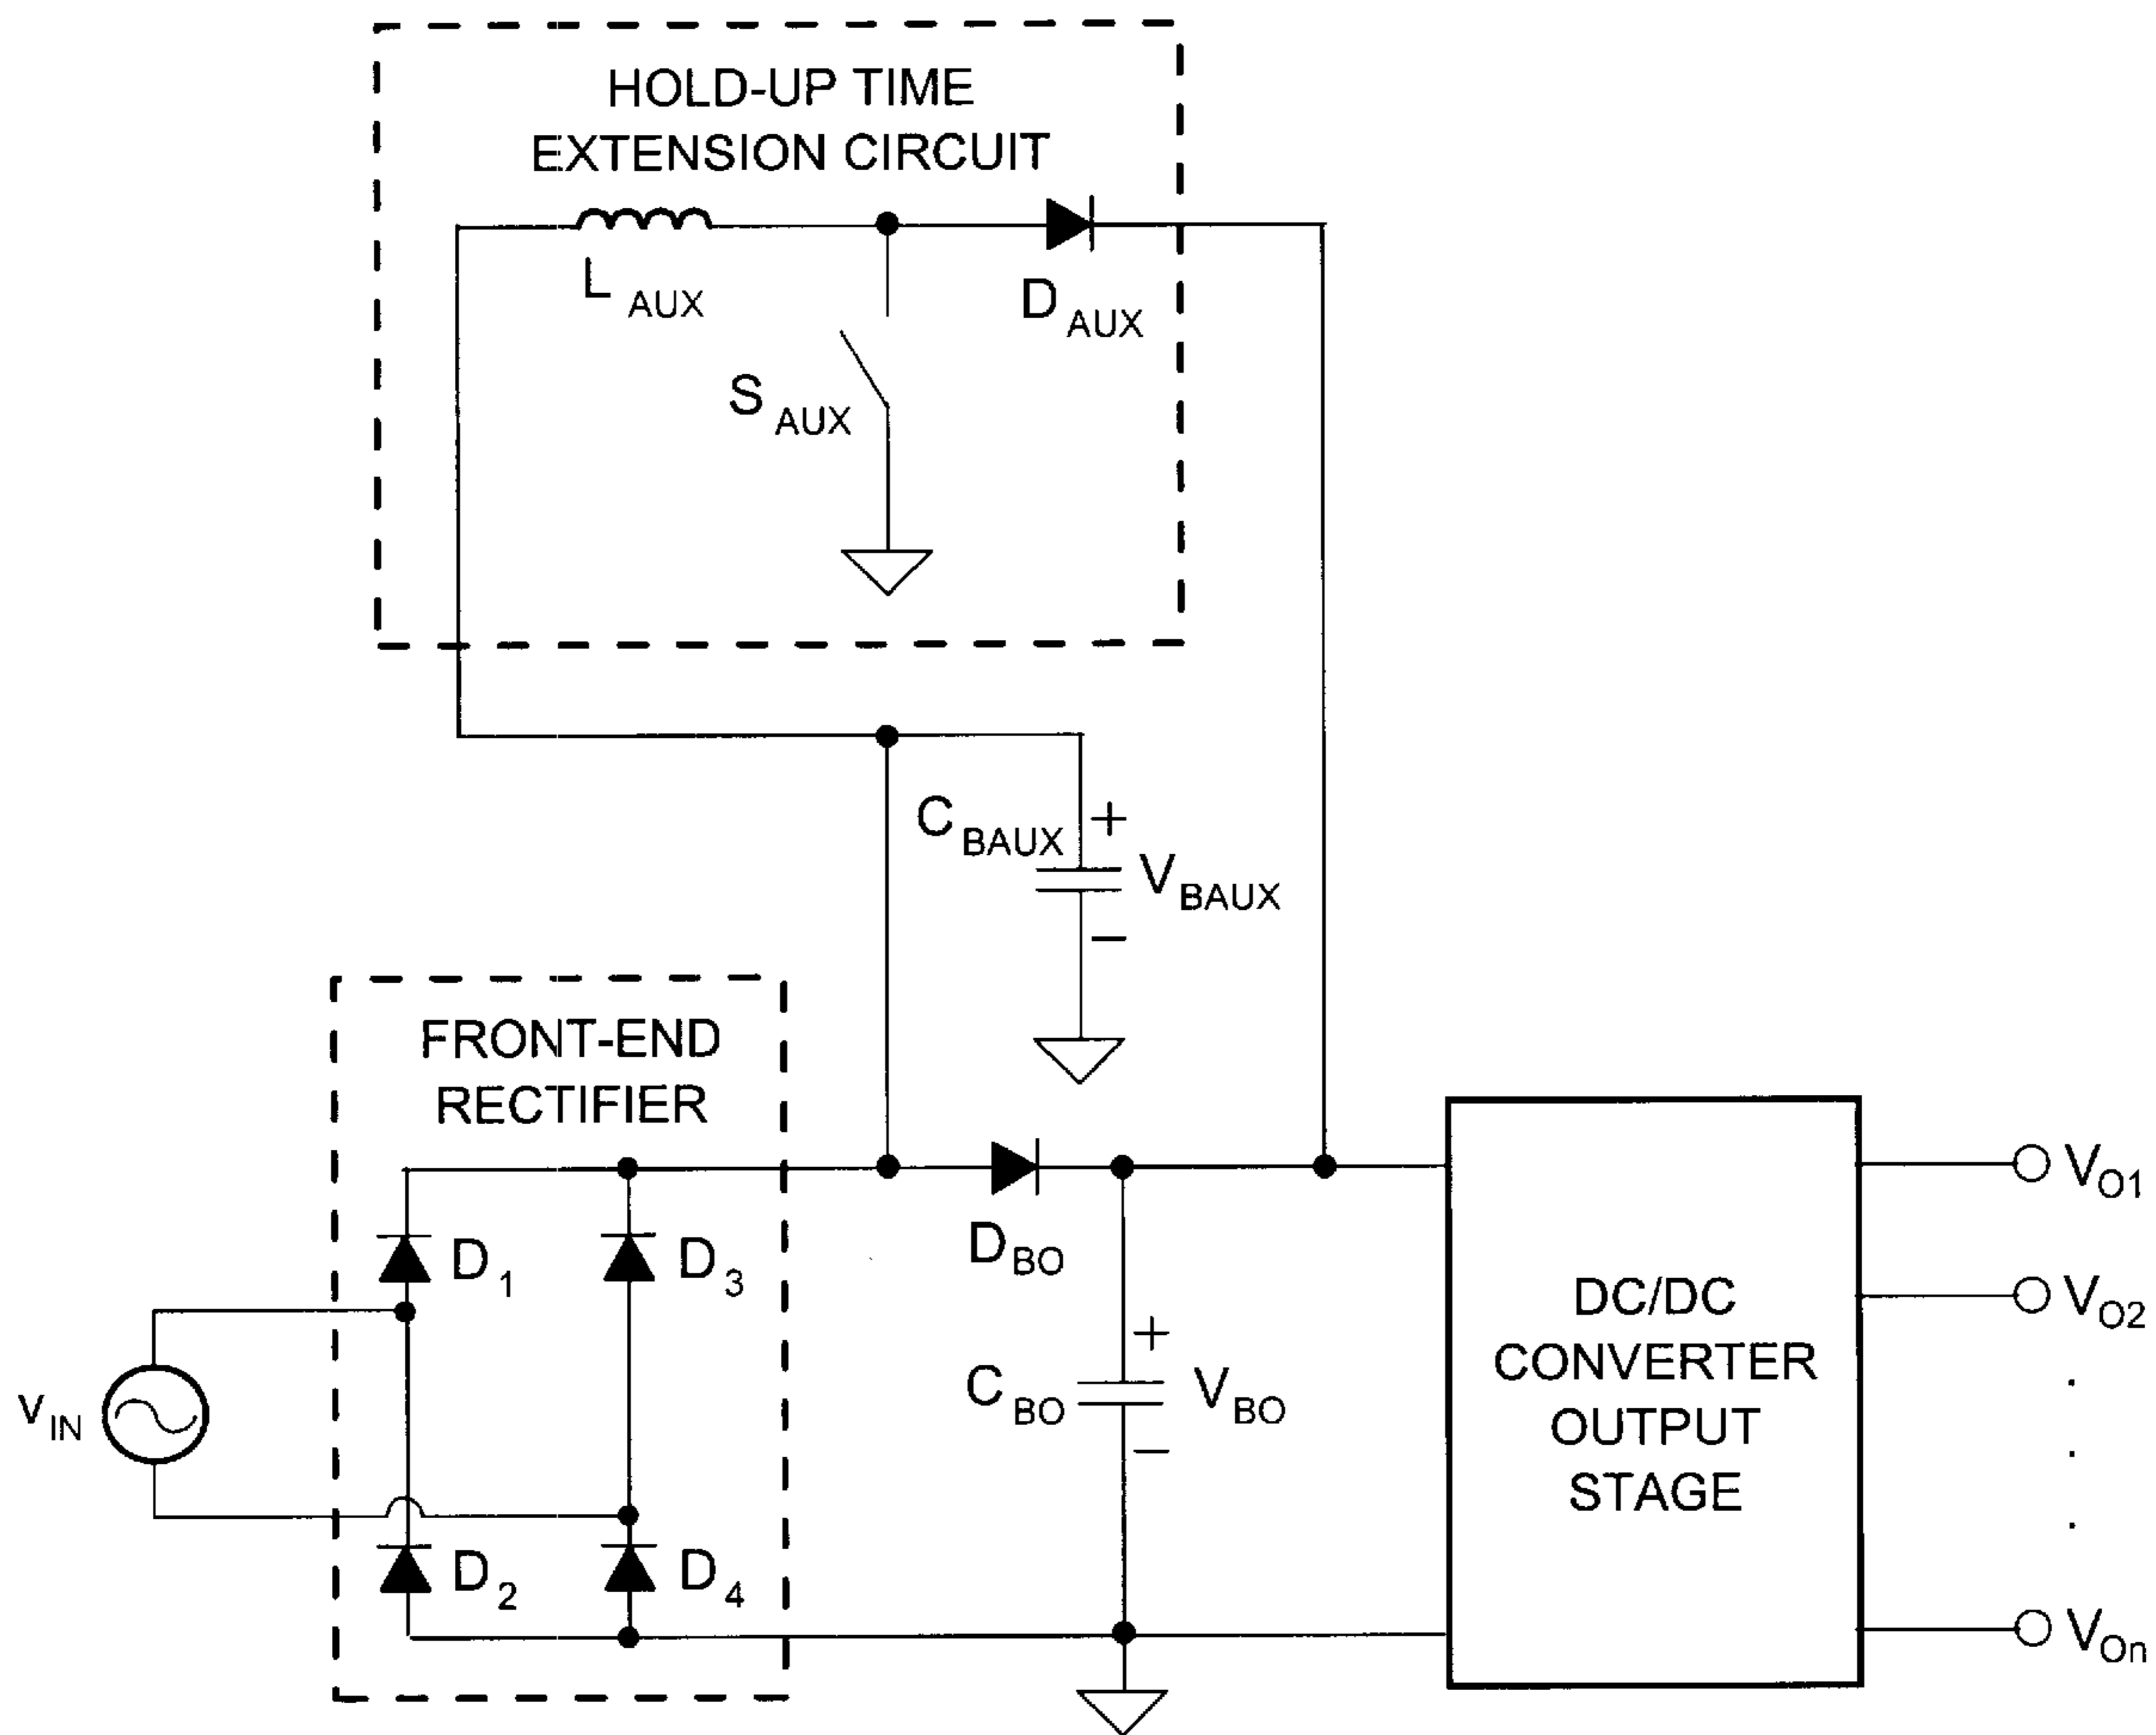 HOLD-UP TIME
EXTENSION CIRCUIT
L AUX
D AUX
S AUX
C BAUX
+
V BAUX
−
FRONT-END
RECTIFIER
D 1
D 3
D BO
V IN
C BO
+
V BO
−
D 2
D 4
DC/DC
CONVERTER
OUTPUT
STAGE
V O1
V O2
.
.
.
V On